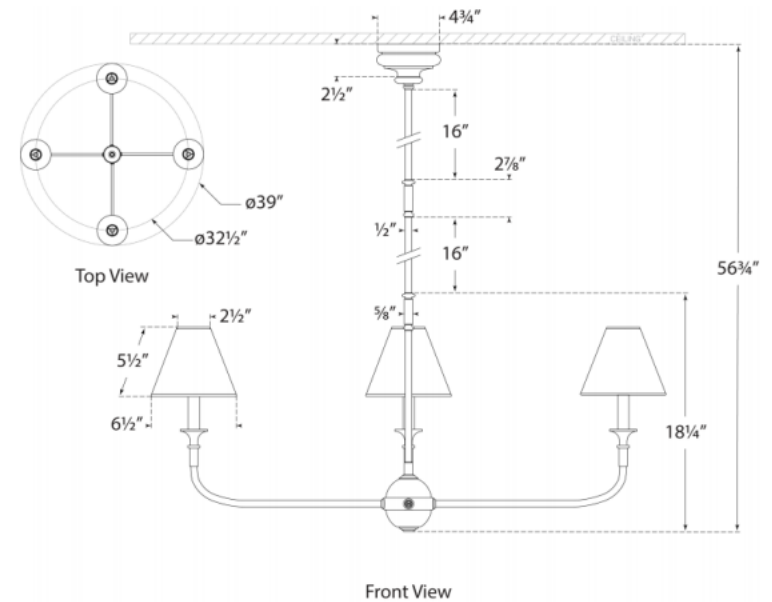 4¾"
CEILING
2½"
16"
2⅞"
ø39"
½"
ø32½"
16"
56¾"
Top View
2½"
⅝"
5½"
6½"
18¼"
Front View